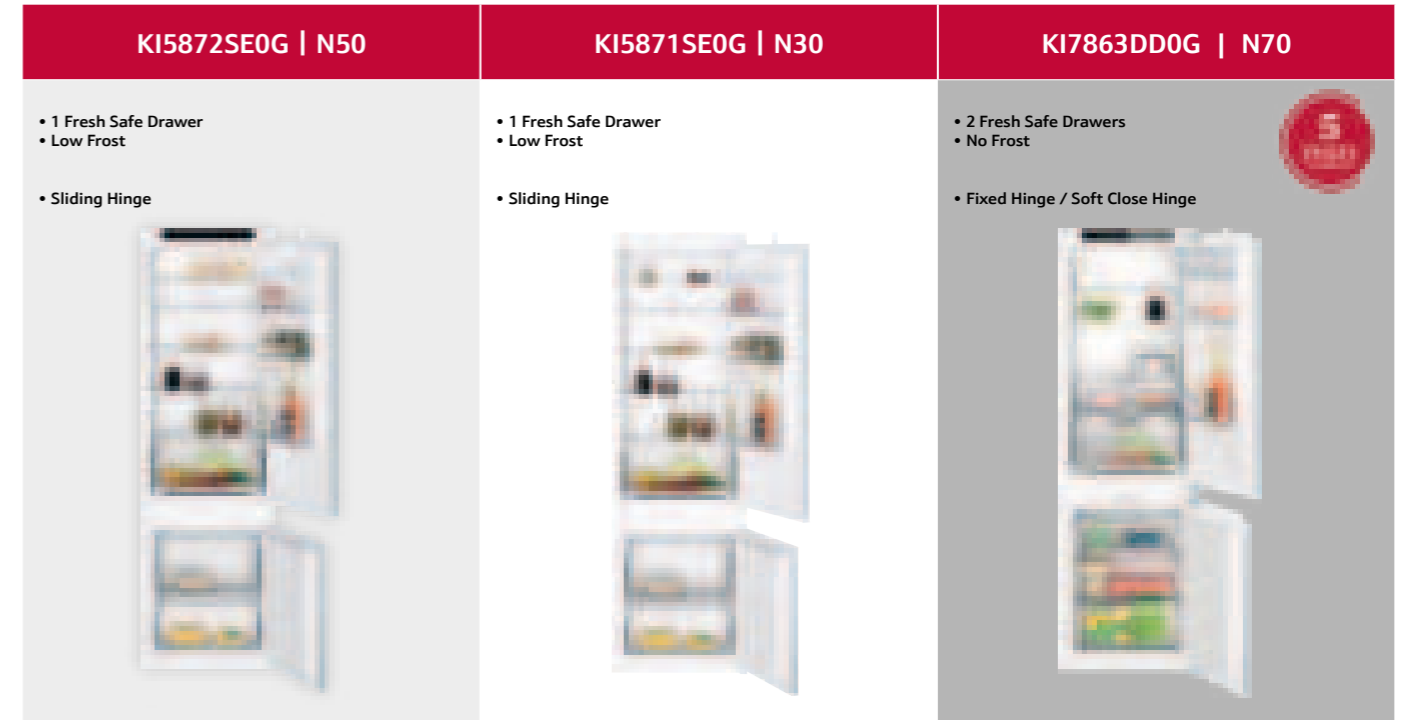 KI5872SE0G | N50
• 1 Fresh Safe Drawer
• Low Frost
• Sliding Hinge
KI5871SE0G | N30
• 1 Fresh Safe Drawer
• Low Frost
• Sliding Hinge
KI7863DD0G | N70
• 2 Fresh Safe Drawers
• No Frost
• Fixed Hinge / Soft Close Hinge
5